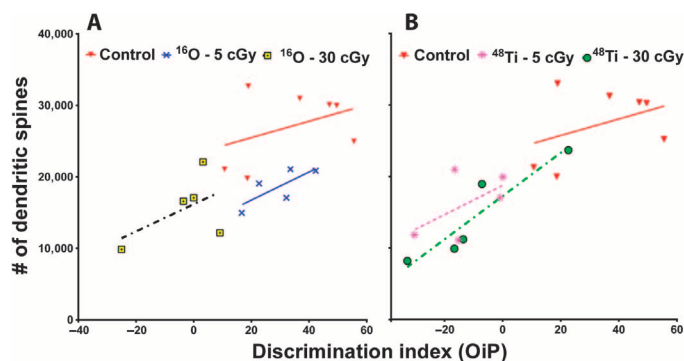 A
B
40,000
Control ¹⁶O - 5 cGy ¹⁶O - 30 cGy
Control ⁴⁸Ti - 5 cGy ⁴⁸Ti - 30 cGy
30,000
20,000
10,000
0
# of dendritic spines
−40 −20 0 20 40 60
−20 0 20 40 60
Discrimination index (OiP)